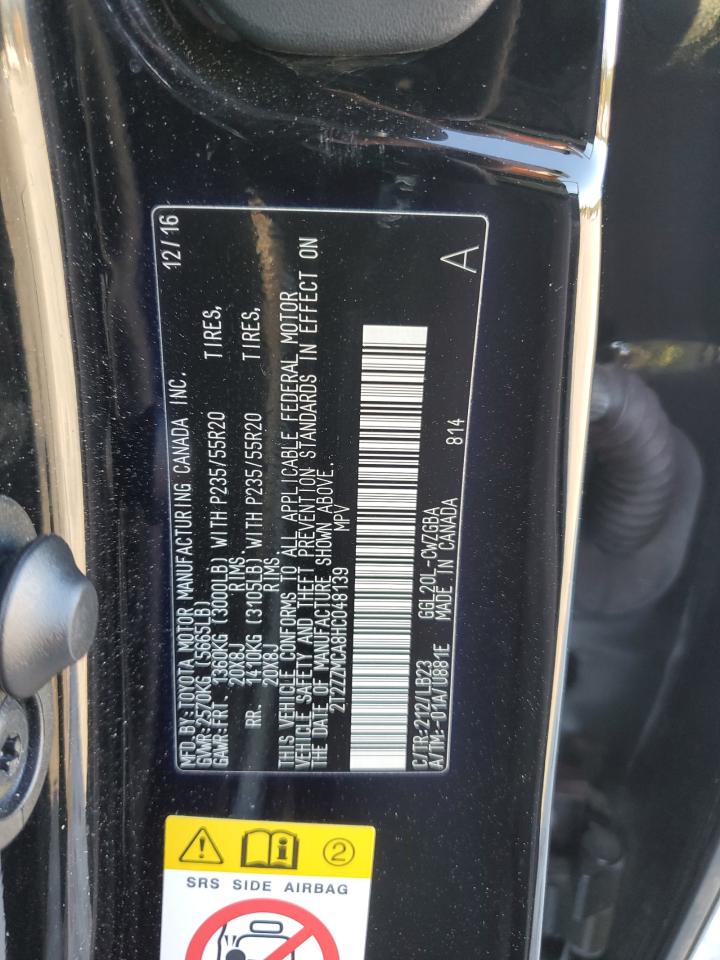 MFD.BY:TOYOTA MOTOR MANUFACTURING CANADA INC. 12/16
GVWR:2570KG (5665LB)
GAWR:FRT 1360KG (3000LB) WITH P235/55R20 TIRES,
20X8J RIMS
RR. 1410KG (3105LB) WITH P235/55R20 TIRES,
20X8J RIMS
THIS VEHICLE CONFORMS TO ALL APPLICABLE FEDERAL MOTOR
VEHICLE SAFETY AND THEFT PREVENTION STANDARDS IN EFFECT ON
THE DATE OF MANUFACTURE SHOWN ABOVE.
2T2ZZMCA8HC048139 MPV
C/TR:212/LB23 GGL20L-CWZGBA A
A/TM:-01A/D881E MADE IN CANADA 814
2
SRS SIDE AIRBAG